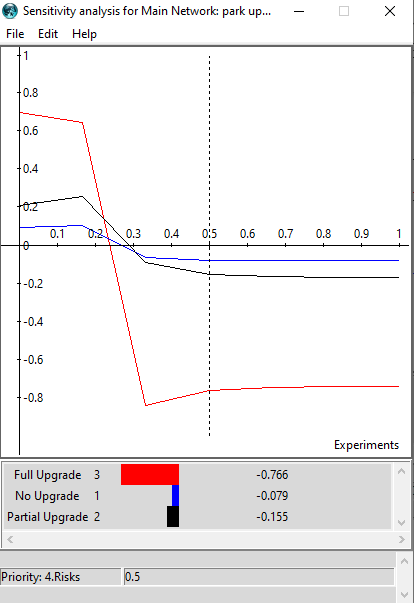 Sensitivity analysis for Main Network: park up...
File Edit Help
1
0.8
0.6
0.4
0.2
0.1 0.2 0.3 0.4 0.5 0.6 0.7 0.8 0.9 1
0
-0.2
-0.4
-0.6
-0.8
Experiments
Full Upgrade 3 -0.766
No Upgrade 1 -0.079
Partial Upgrade 2 -0.155
Priority: 4.Risks 0.5